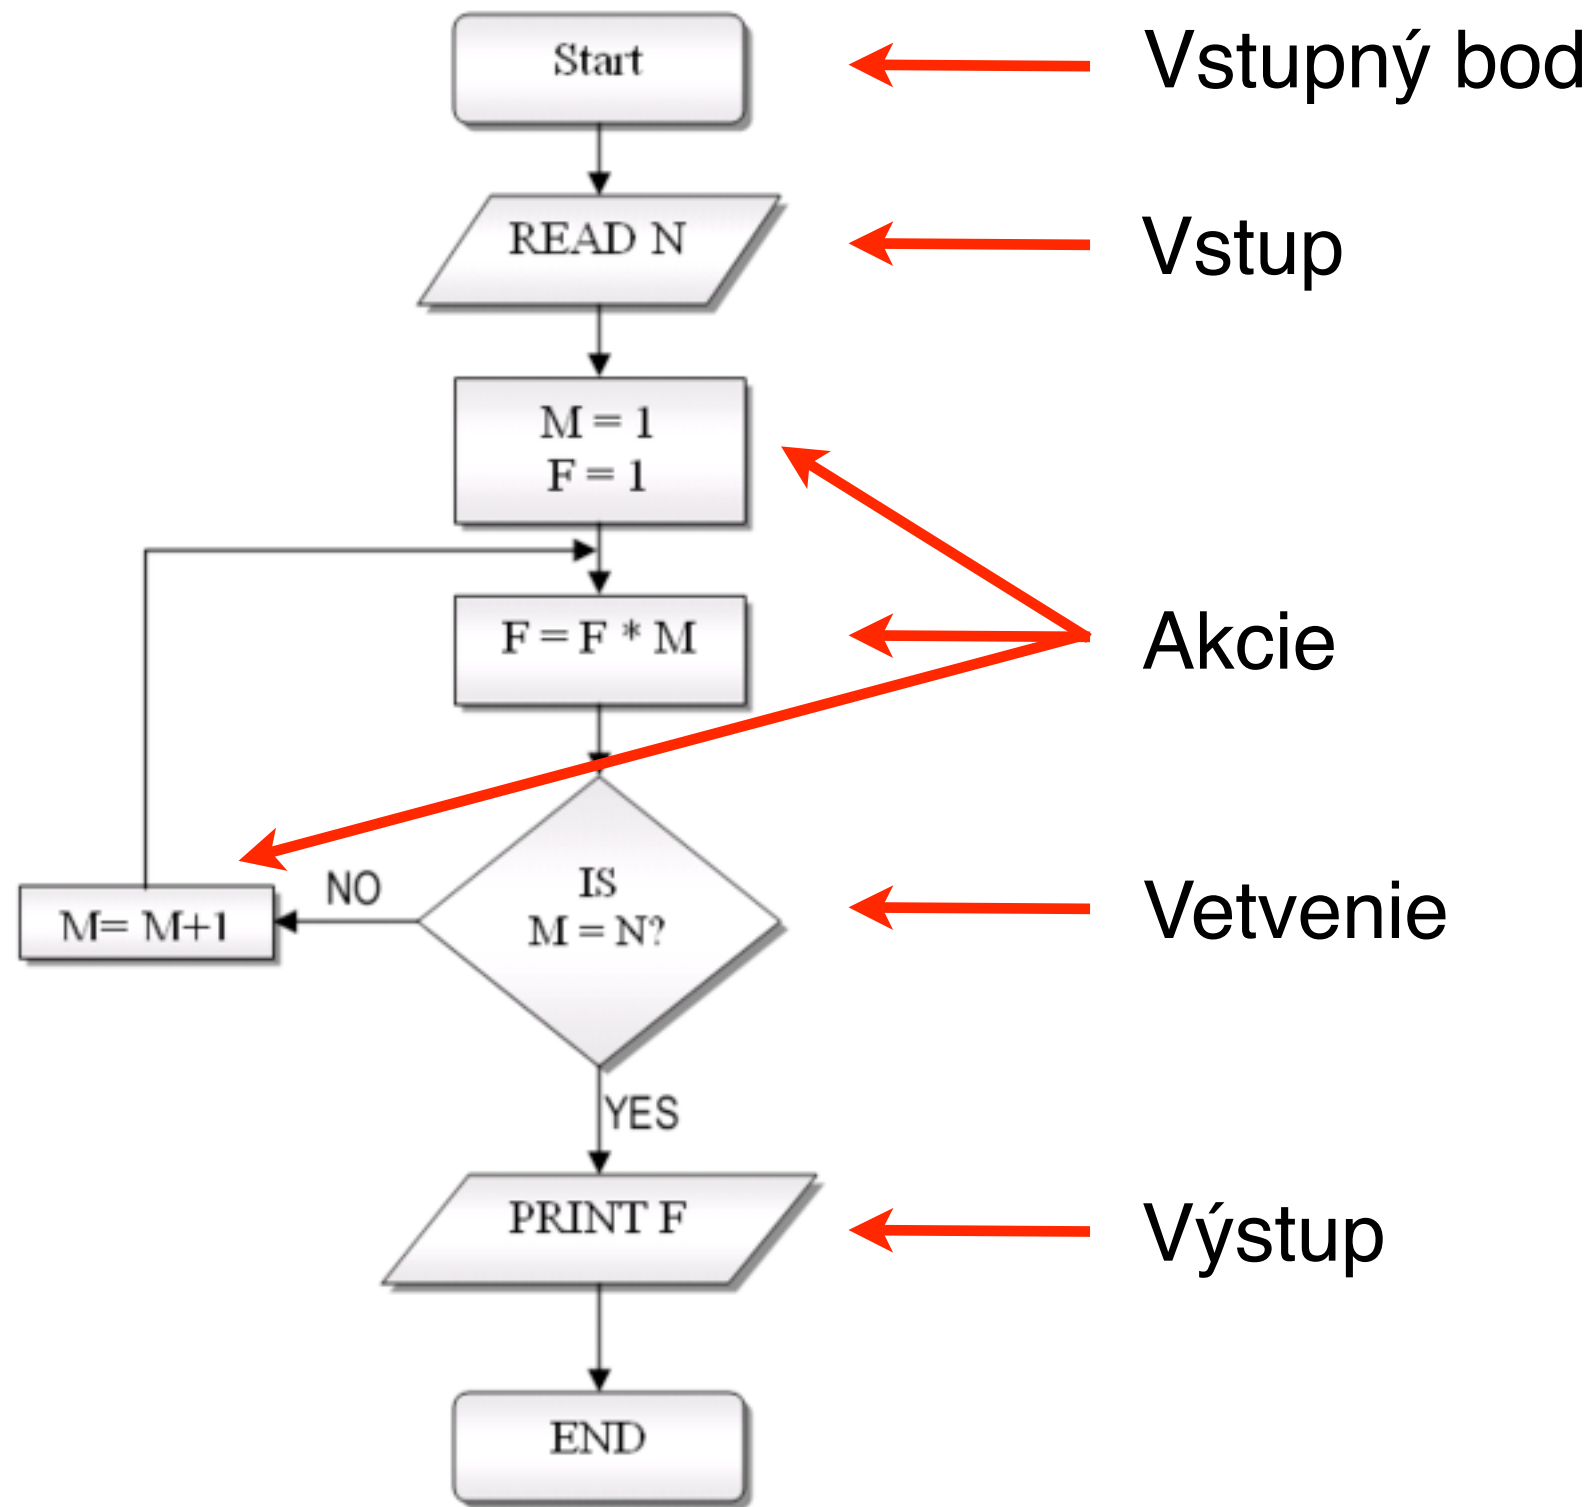 Start
Vstupný bod
READ N
Vstup
M = 1
F = 1
F = F * M
Akcie
IS
M = N?
NO
M= M+1
Vetvenie
YES
PRINT F
Výstup
END